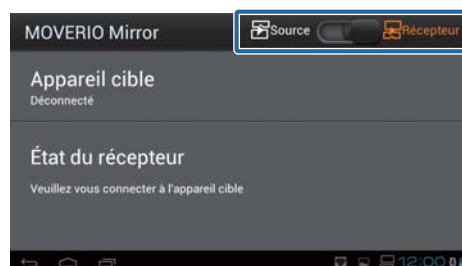 MOVERIO Mirror Source Récepteur
Appareil cible
Déconnecté
État du récepteur
Veuillez vous connecter à l'appareil cible
12:00